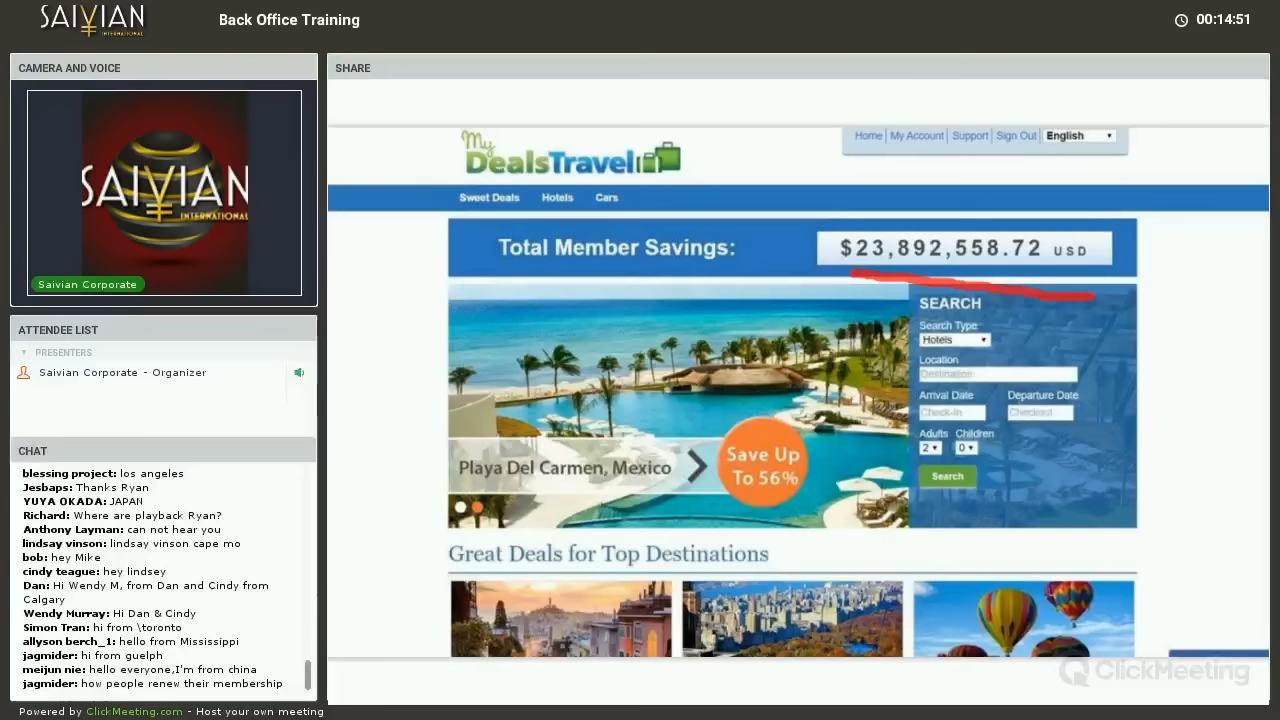 SAIVIAN
INTERNATIONAL
Back Office Training
00:14:51
CAMERA AND VOICE
SAIVIAN
INTERNATIONAL
Saivian Corporate
ATTENDEE LIST
PRESENTERS
Saivian Corporate - Organizer
CHAT
blessing project: los angeles
Jesbaps: Thanks Ryan
YUYA OKADA: JAPAN
Richard: Where are playback Ryan?
Anthony Layman: can not hear you
lindsay vinson: lindsay vinson cape mo
bob: hey Mike
cindy teague: hey lindsey
Dan: Hi Wendy M, from Dan and Cindy from
Calgary
Wendy Murray: Hi Dan & Cindy
Simon Tran: hi from \toronto
allyson berch_1: hello from Mississippi
jagmider: hi from guelph
meijun nie: hello everyone,I'm from china
jagmider: how people renew their membership
Powered by ClickMeeting.com - Host your own meeting
SHARE
My
DealsTravel
Home | My Account | Support | Sign Out | English
Sweet Deals Hotels Cars
Total Member Savings: $23,892,558.72 USD
Playa Del Carmen, Mexico
Save Up
To 56%
SEARCH
Search Type
Hotels
Location
Destination
Arrival Date Departure Date
Check-in Checkout
Adults Children
2 0
Search
Great Deals for Top Destinations
ClickMeeting